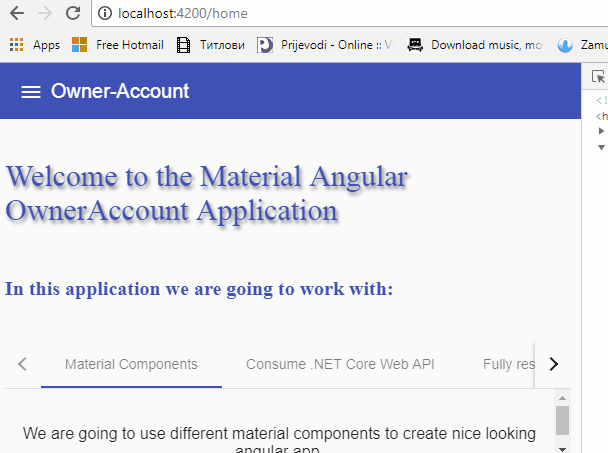 localhost:4200/home
Apps Free Hotmail Титлови Prijevodi - Online :: Download music, mo
Owner-Account
Welcome to the Material Angular
OwnerAccount Application
In this application we are going to work with:
Material Components Consume .NET Core Web API Fully res
We are going to use different material components to create nice looking
angular app